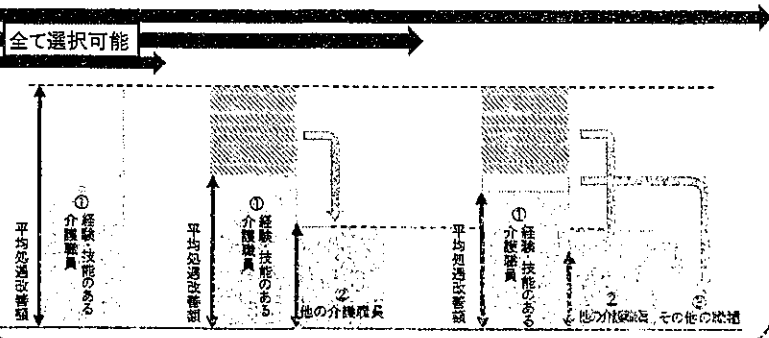 全て選択可能
平均処遇改善額
①経験・技能のある
介護職員
平均処遇改善額
①経験・技能のある
介護職員
②
他の介護職員
平均処遇改善額
①経験・技能のある
介護職員
2
他の介護職員
③
その他の職種